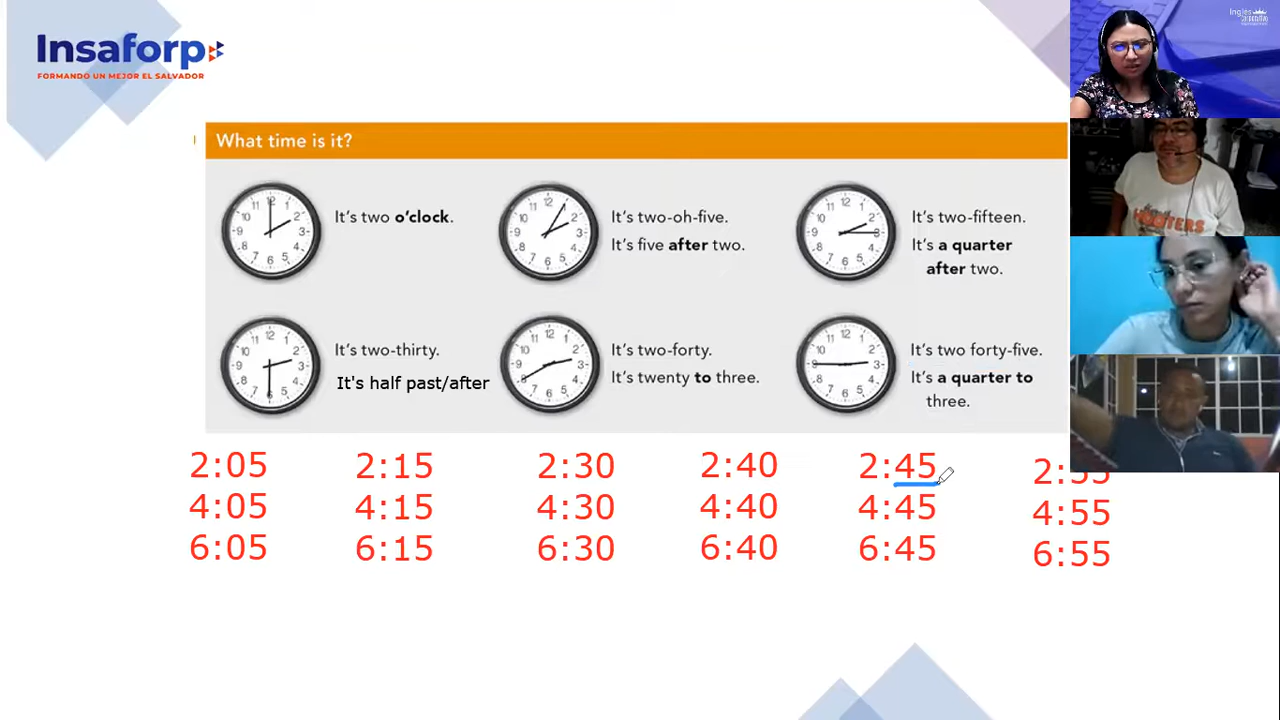 Insaforp
FORMANDO UN MEJOR EL SALVADOR
What time is it?
It's two o'clock.
It's two-oh-five.
It's five after two.
It's two-fifteen.
It's a quarter
after two.
It's two-thirty.
It's half past/after
It's two-forty.
It's twenty to three.
It's two forty-five.
It's a quarter to
three.
2:05 2:15 2:30 2:40 2:45 2:55
4:05 4:15 4:30 4:40 4:45 4:55
6:05 6:15 6:30 6:40 6:45 6:55